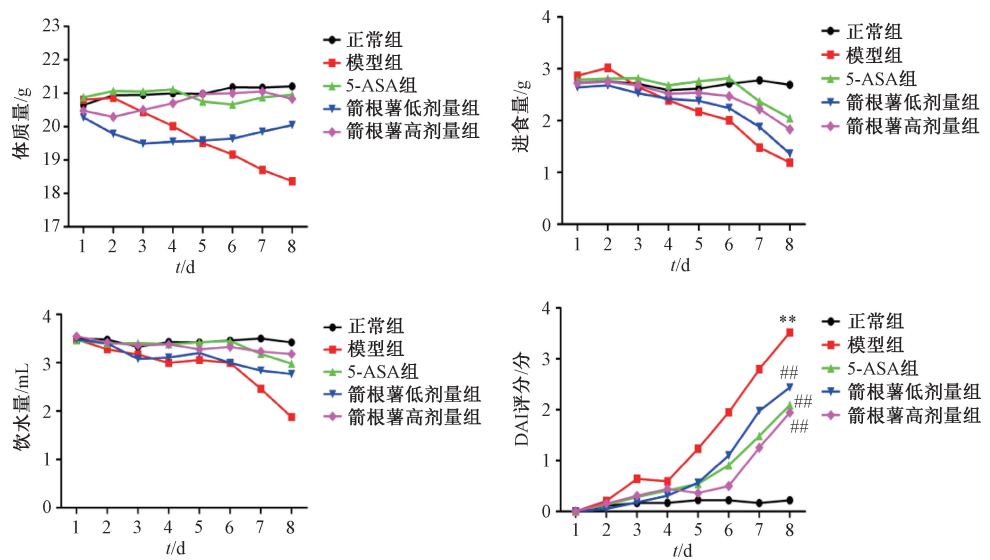 体质量/g
23
22
21
20
19
18
17
1 2 3 4 5 6 7 8
t/d
正常组
模型组
5-ASA组
箭根薯低剂量组
箭根薯高剂量组
进食量/g
4
3
2
1
0
1 2 3 4 5 6 7 8
t/d
正常组
模型组
5-ASA组
箭根薯低剂量组
箭根薯高剂量组
饮水量/mL
4
3
2
1
0
1 2 3 4 5 6 7 8
t/d
正常组
模型组
5-ASA组
箭根薯低剂量组
箭根薯高剂量组
DAI评分/分
4
3
2
1
0
1 2 3 4 5 6 7 8
t/d
**
##
##
##
正常组
模型组
5-ASA组
箭根薯低剂量组
箭根薯高剂量组